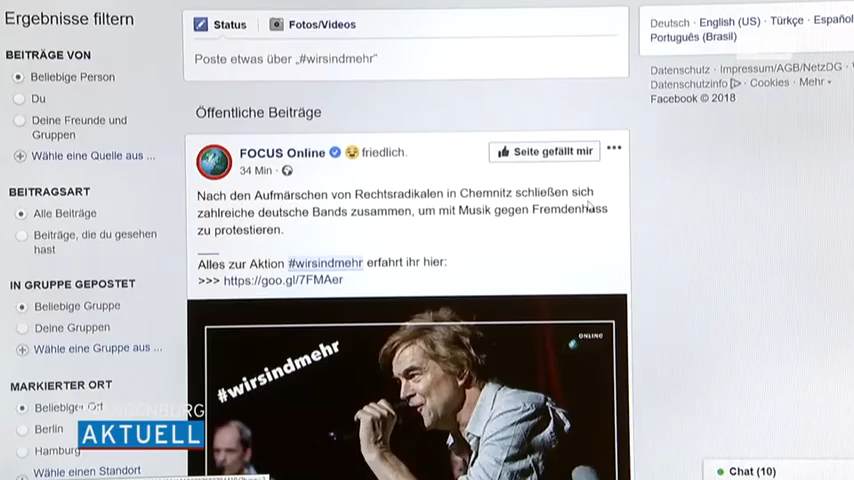 Ergebnisse filtern
BEITRÄGE VON
Beliebige Person
Du
Deine Freunde und
Gruppen
Wähle eine Quelle aus ...
BEITRAGSART
Alle Beiträge
Beiträge, die du gesehen
hast
IN GRUPPE GEPOSTET
Beliebige Gruppe
Deine Gruppen
Wähle eine Gruppe aus ...
MARKIERTER ORT
Beliebiger Ort
Berlin
Hamburg
Wähle einen Standort
Status
Fotos/Videos
Poste etwas über „#wirsindmehr“
Öffentliche Beiträge
FOCUS Online friedlich.
34 Min ·
Seite gefällt mir
Nach den Aufmärschen von Rechtsradikalen in Chemnitz schließen sich
zahlreiche deutsche Bands zusammen, um mit Musik gegen Fremdenhass
zu protestieren.
Alles zur Aktion #wirsindmehr erfahrt ihr hier:
>>> https://goo.gl/7FMAer
#wirsindmehr
ONLINE
Deutsch · English (US) · Türkçe · Español
Português (Brasil)
Datenschutz · Impressum/AGB/NetzDG ·
Datenschutzinfo · Cookies · Mehr
Facebook © 2018
Chat (10)
AKTUELL